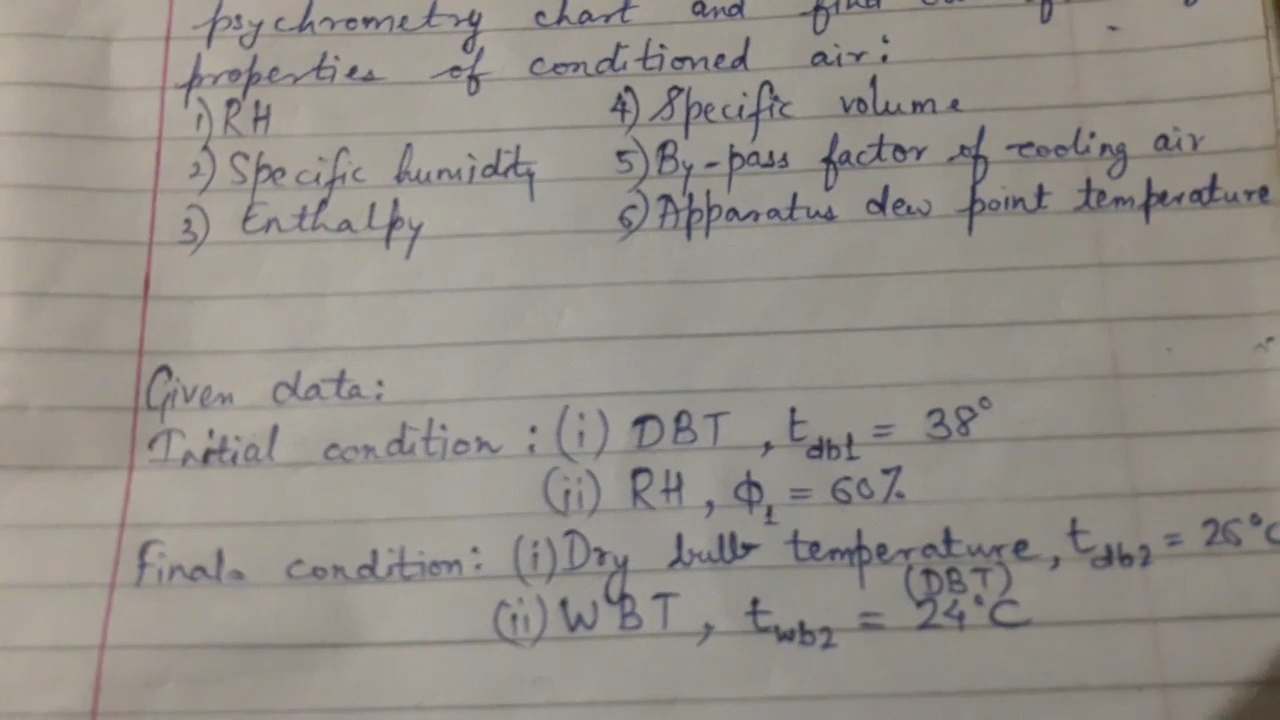 psychrometry chart and find
properties of conditioned air:
1) RH
2) Specific humidity
3) Enthalpy
4) Specific volume
5) By-pass factor of cooling air
6) Apparatus dew point temperature
Given data:
Initial condition: (i) DBT, tdb1 = 38°
(ii) RH, ϕ1 = 60%
final condition: (i) Dry bulb temperature, tdb2 = 26°C
(DBT)
(ii) WBT, twb2 = 24°C